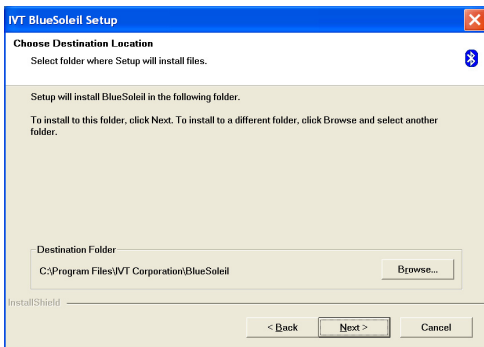 IVT BlueSoleil Setup
Choose Destination Location
Select folder where Setup will install files.
Setup will install BlueSoleil in the following folder.
To install to this folder, click Next. To install to a different folder, click Browse and select another
folder.
Destination Folder
C:\Program Files\IVT Corporation\BlueSoleil
Browse...
InstallShield
< Back
Next >
Cancel